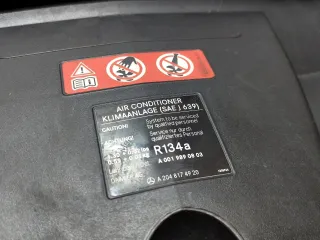 AIR CONDITIONER
KLIMAANLAGE (SAE J 639)
CAUTION!
System to be serviced
by qualified personnel.
Service nur durch
qualifiziertes Personal
R134a
A 001 989 08 03
A 204 817 49 20